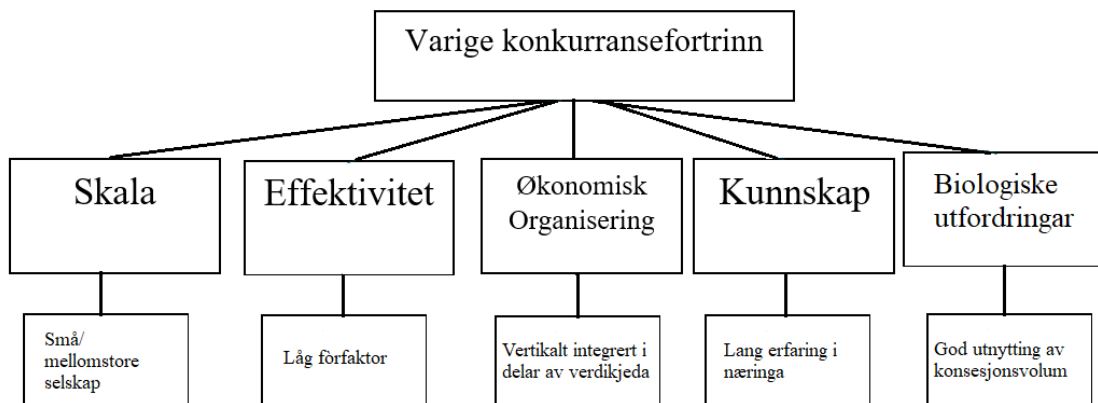 Varige konkurransefortrinn
Skala
Effektivitet
Økonomisk
Organisering
Kunnskap
Biologiske
utfordringar
Små/
mellomstore
selskap
Låg fôrfaktor
Vertikalt integrert i
delar av verdikjeda
Lang erfaring i
næringa
God utnytting av
konsesjonsvolum